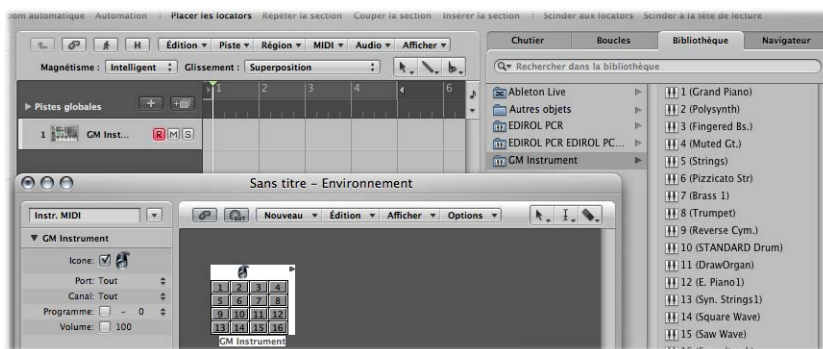 om automatique Automation Placer les locators Répéter la section Couper la section Insérer la section Scinder aux locators Scinder à la tête de lecture
H Édition Piste Région MIDI Audio Afficher
Magnétisme : Intelligent Glissement : Superposition
1 2 3 4 6
Pistes globales
1 GM Inst... R M S
Chutier Boucles Bibliothèque Navigateur
Rechercher dans la bibliothèque
Ableton Live
Autres objets
EDIROL PCR
EDIROL PCR EDIROL PC...
GM Instrument
1 (Grand Piano)
2 (Polysynth)
3 (Fingered Bs.)
4 (Muted Gt.)
5 (Strings)
6 (Pizzicato Str)
7 (Brass 1)
8 (Trumpet)
9 (Reverse Cym.)
10 (STANDARD Drum)
11 (DrawOrgan)
12 (E. Piano1)
13 (Syn. Strings1)
14 (Square Wave)
15 (Saw Wave)
Sans titre – Environnement
Instr. MIDI
Nouveau Édition Afficher Options
GM Instrument
Icone:
Port: Tout
Canal: Tout
Programme: – 0
Volume: 100
1 2 3 4
5 6 7 8
9 10 11 12
13 14 15 16
GM Instrument